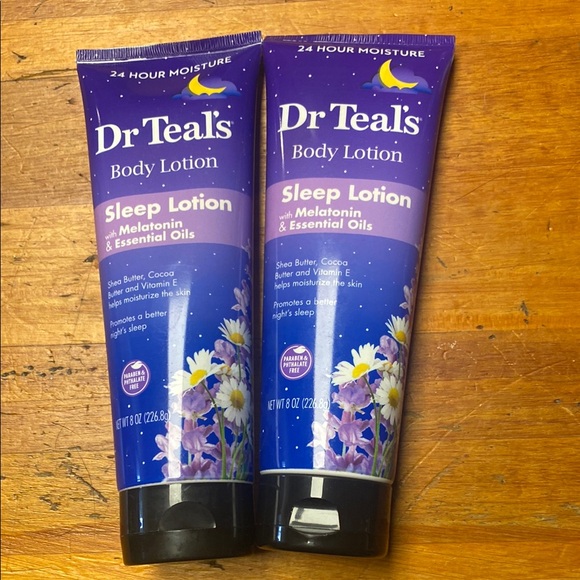 24 HOUR MOISTURE
Dr Teal's
Body Lotion
Sleep Lotion
with Melatonin
& Essential Oils
Shea Butter, Cocoa
Butter and Vitamin E
helps moisturize the skin
Promotes a better
night's sleep
PARABEN &
PHTHALATE
FREE
NET WT 8 OZ (226.8g)
24 HOUR MOISTURE
Dr Teal's
Body Lotion
Sleep Lotion
with Melatonin
& Essential Oils
Shea Butter, Cocoa
Butter and Vitamin E
helps moisturize the skin
Promotes a better
night's sleep
PARABEN &
PHTHALATE
FREE
NET WT 8 OZ (226.8g)